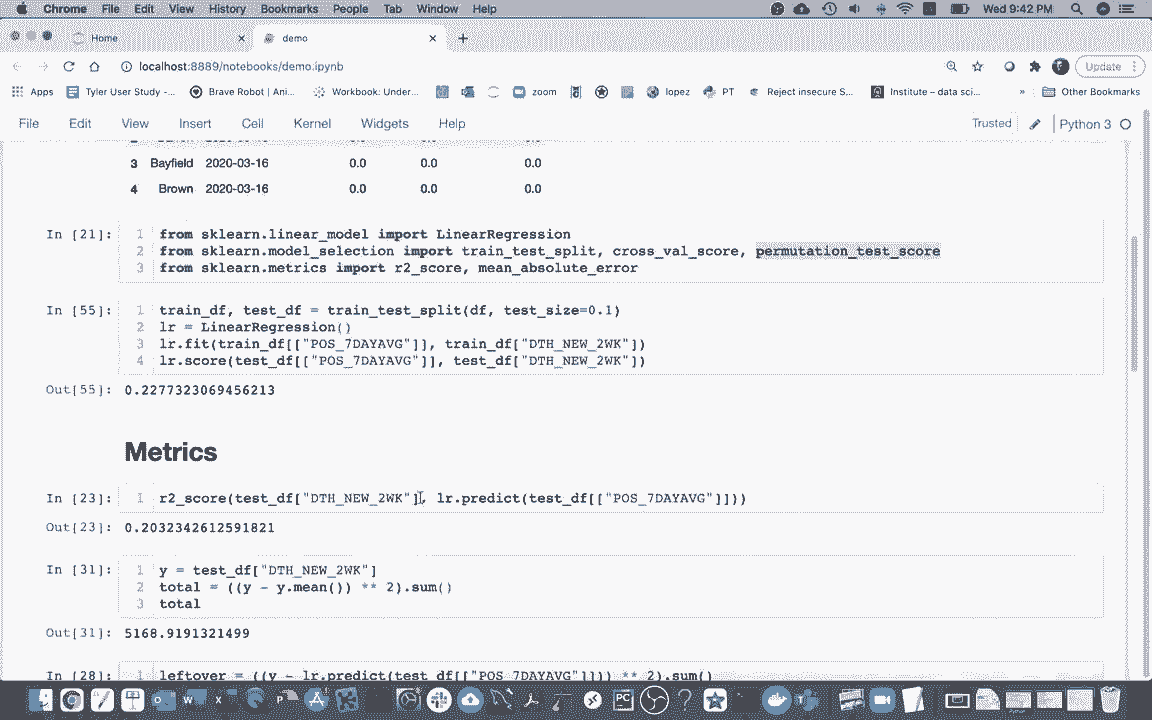 Chrome File Edit View History Bookmarks People Tab Window Help Wed 9:42 PM
Home demo
localhost:8889/notebooks/demo.ipynb Update
Apps Tyler User Study -... Brave Robot | Ani... Workbook: Under... zoom lopez PT Reject insecure S... Institute – data sci... » Other Bookmarks
File Edit View Insert Cell Kernel Widgets Help Trusted Python 3
3 Bayfield 2020-03-16 0.0 0.0 0.0
4 Brown 2020-03-16 0.0 0.0 0.0
In [21]: 1 from sklearn.linear_model import LinearRegression
2 from sklearn.model_selection import train_test_split, cross_val_score, permutation_test_score
3 from sklearn.metrics import r2_score, mean_absolute_error
In [55]: 1 train_df, test_df = train_test_split(df, test_size=0.1)
2 lr = LinearRegression()
3 lr.fit(train_df[["POS_7DAYAVG"]], train_df["DTH_NEW_2WK"])
4 lr.score(test_df[["POS_7DAYAVG"]], test_df["DTH_NEW_2WK"])
Out[55]: 0.2277323069456213
Metrics
In [23]: 1 r2_score(test_df["DTH_NEW_2WK"], lr.predict(test_df[["POS_7DAYAVG"]]))
Out[23]: 0.2032342612591821
In [31]: 1 y = test_df["DTH_NEW_2WK"]
2 total = ((y - y.mean()) ** 2).sum()
3 total
Out[31]: 5168.9191321499
In [28]: 1 leftover = ((y - lr.predict(test_df[["POS_7DAYAVG"]])) ** 2).sum()